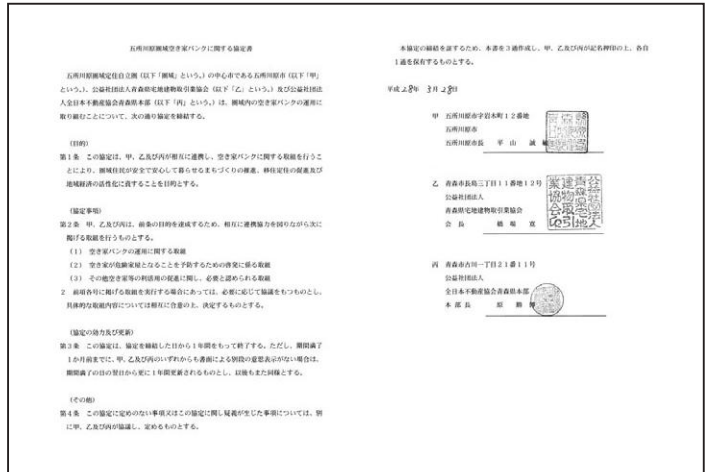 五所川原圏域空き家バンクに関する協定書
五所川原圏域定住自立圏(以下「圏域」という。)の中心市である五所川原市(以下「甲」
という。)、公益社団法人青森県宅地建物取引業協会(以下「乙」という。)及び公益社団法
人全日本不動産協会青森県本部(以下「丙」という。)は、圏域内の空き家バンクの運用に
取り組むことについて、次の通り協定を締結する。
(目的)
第1条 この協定は、甲、乙及び丙が相互に連携し、空き家バンクに関する取組を行うこ
とにより、圏域住民が安全で安心して暮らせるまちづくりの推進、移住定住の促進及び
地域経済の活性化に資することを目的とする。
(協定事項)
第2条 甲、乙及び丙は、前条の目的を達成するため、相互に連携協力を図りながら次に
掲げる取組を行うものとする。
(1) 空き家バンクの運用に関する取組
(2) 空き家が危険家屋となることを予防するための啓発に係る取組
(3) その他空き家等の利活用の促進に関し、必要と認められる取組
2 前項各号に掲げる取組を実行する場合にあっては、必要に応じて協議をもつものとし、
具体的な取組内容については相互に合意の上、決定するものとする。
(協定の効力及び更新)
第3条 この協定は、協定を締結した日から1年間をもって終了する。ただし、期間満了
1か月前までに、甲、乙及び丙のいずれからも書面による別段の意思表示がない場合は、
期間満了の日の翌日から更に1年間更新されるものとし、以後もまた同様とする。
(その他)
第4条 この協定に定めのない事項又はこの協定に関し疑義が生じた事項については、別
に甲、乙及び丙が協議し、定めるものとする。
本協定の締結を証するため、本書を3通作成し、甲、乙及び丙が記名押印の上、各自
1通を保有するものとする。
平成28年 3月28日
甲 五所川原市字岩木町12番地
五所川原市
五所川原市長 平山 誠敏
乙 青森市長島三丁目11番地12号
公益社団法人
青森県宅地建物取引業協会
会長 橋場 寛
丙 青森市古川一丁目21番11号
公益社団法人
全日本不動産協会青森県本部
本部長 原 勝